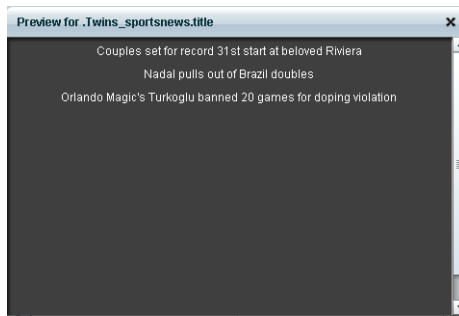 Preview for .Twins_sportsnews.title
Couples set for record 31st start at beloved Riviera
Nadal pulls out of Brazil doubles
Orlando Magic's Turkoglu banned 20 games for doping violation